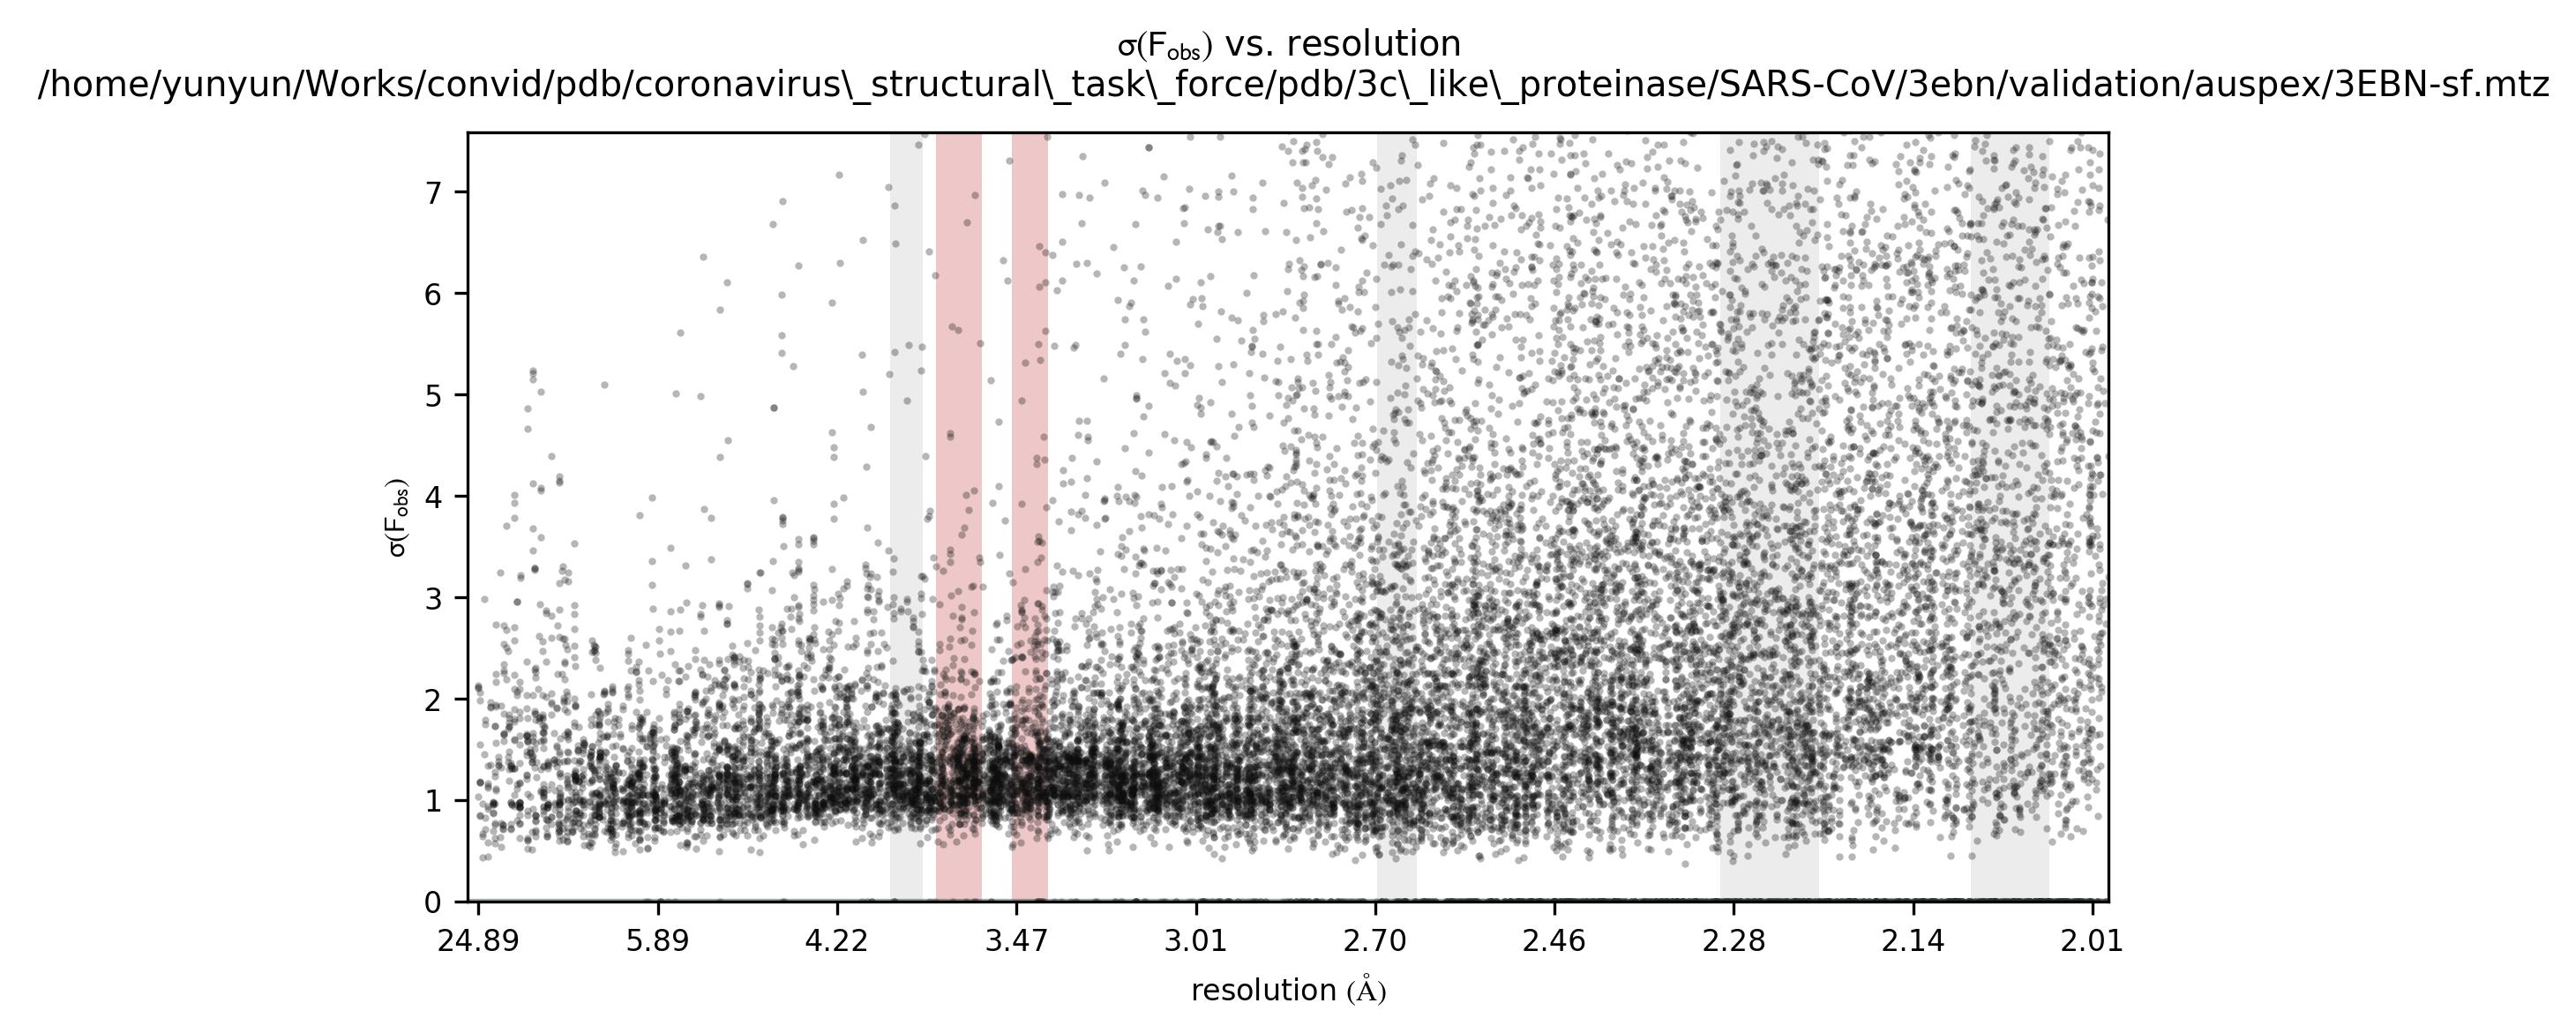 σ(F_obs) vs. resolution
/home/yunyun/Works/convid/pdb/coronavirus\_structural\_task\_force/pdb/3c\_like\_proteinase/SARS-CoV/3ebn/validation/auspex/3EBN-sf.mtz
σ(F_obs)
7
6
5
4
3
2
1
0
24.89 5.89 4.22 3.47 3.01 2.70 2.46 2.28 2.14 2.01
resolution (Å)